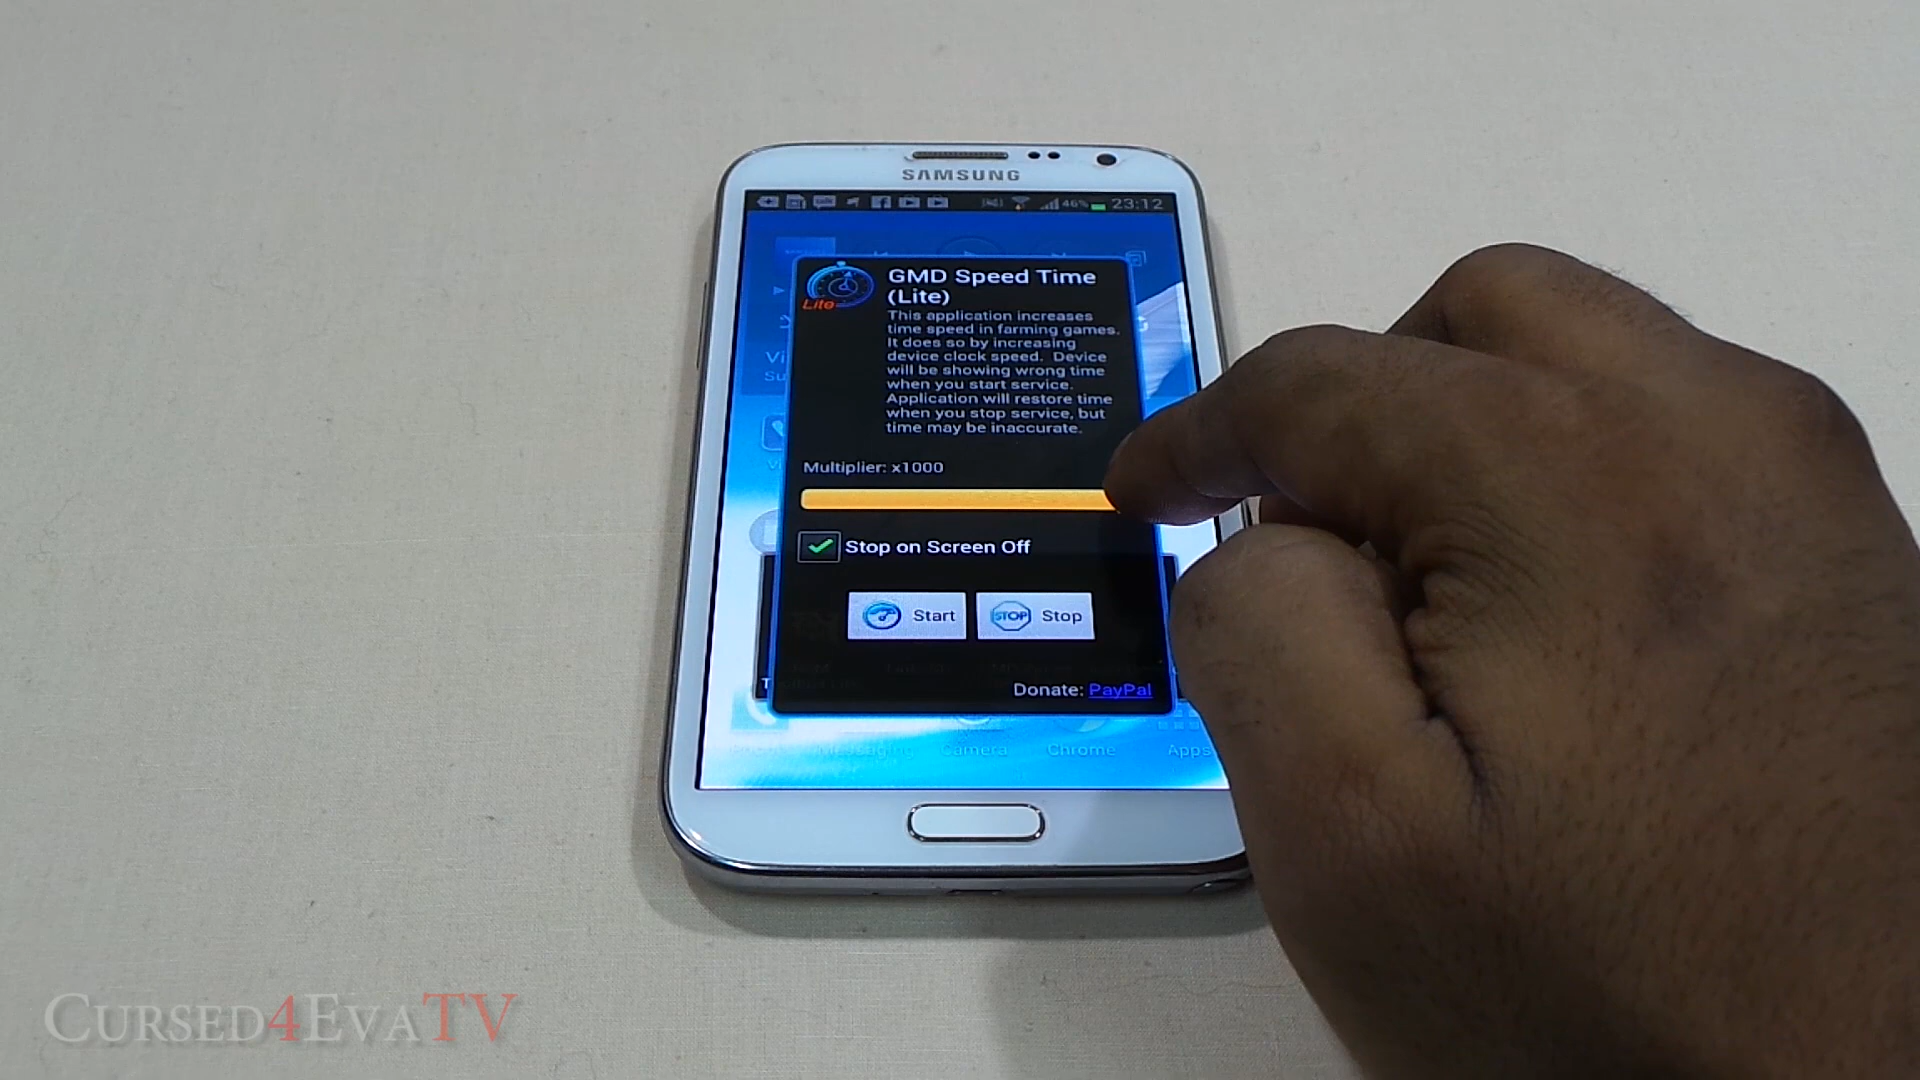 SAMSUNG
46% 23:12
GMD Speed Time
(Lite)
Lite
This application increases
time speed in farming games.
It does so by increasing
device clock speed. Device
will be showing wrong time
when you start service.
Application will restore time
when you stop service, but
time may be inaccurate.
Multiplier: x1000
Stop on Screen Off
Start STOP Stop
Donate: PayPal
Messaging Camera Chrome Apps
CURSED4EVATV